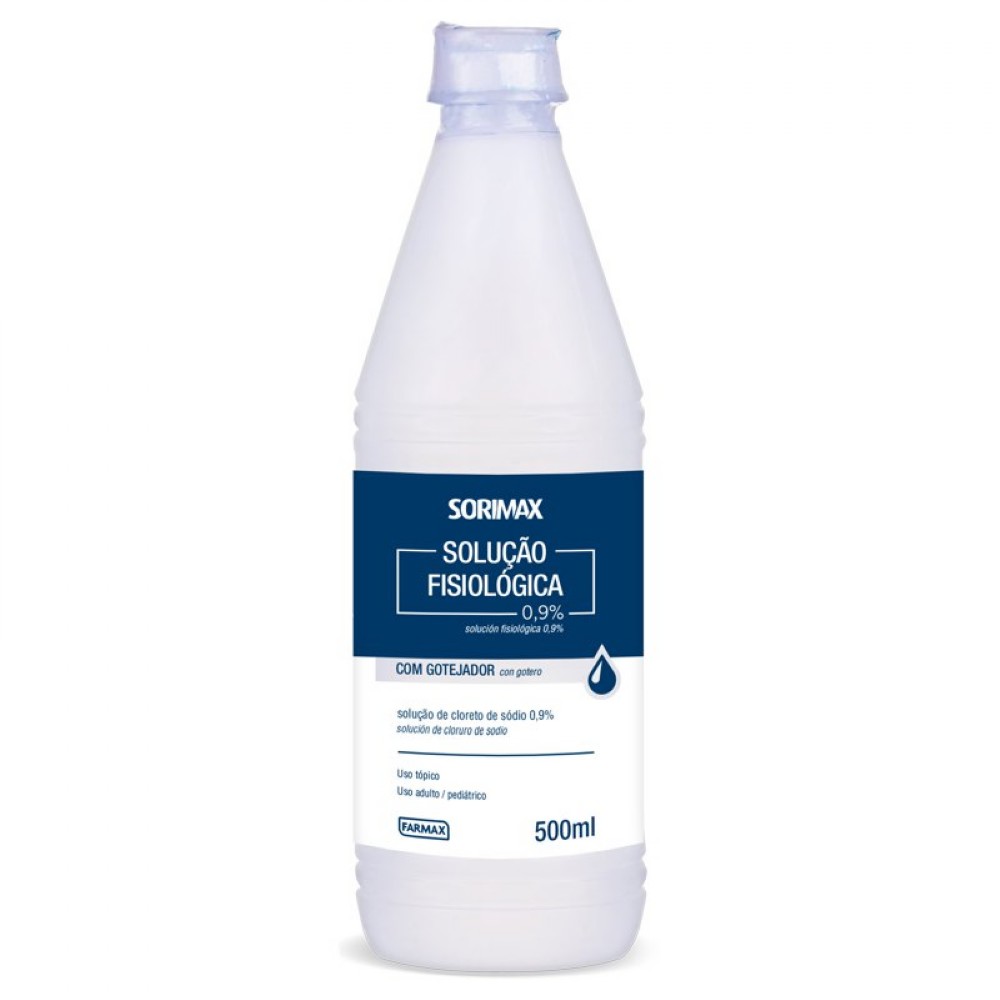 SORIMAX
SOLUÇÃO
FISIOLÓGICA
0,9%
solución fisiológica 0,9%
COM GOTEJADOR con gotero
solução de cloreto de sódio 0,9%
solución de cloruro de sodio
Uso tópico
Uso adulto / pediátrico
FARMAX
500ml